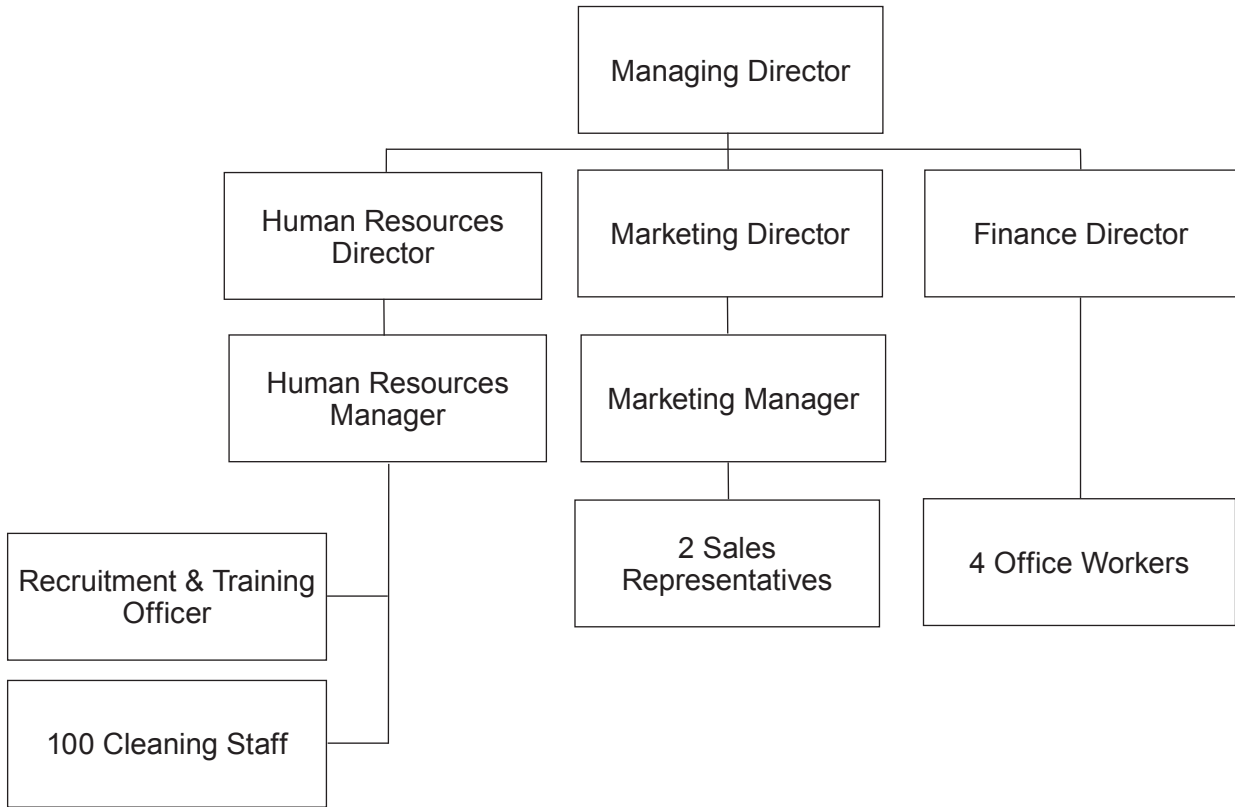 Managing Director
Human Resources
Director
Marketing Director
Finance Director
Human Resources
Manager
Marketing Manager
Recruitment & Training
Officer
2 Sales
Representatives
4 Office Workers
100 Cleaning Staff